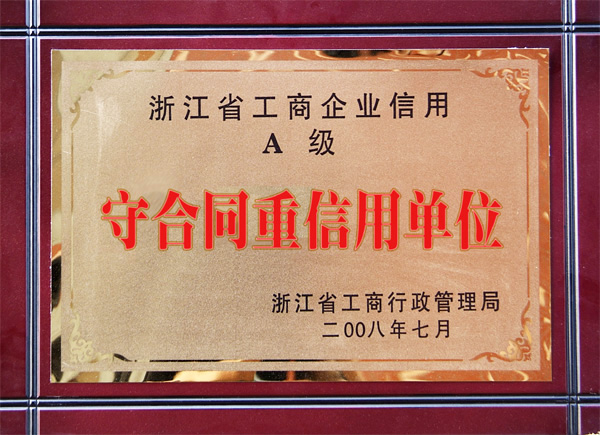 浙江省工商企业信用
A 级
守合同重信用单位
浙江省工商行政管理局
二00八年七月